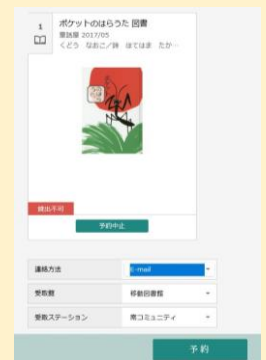 1
ポケットのはらうた 図書
童話屋 2017/05
くどう なおこ/詩 ほてはま たか…
貸出不可
予約中止
連絡方法
E-mail
受取館
移動図書館
受取ステーション
南コミュニティ
予約